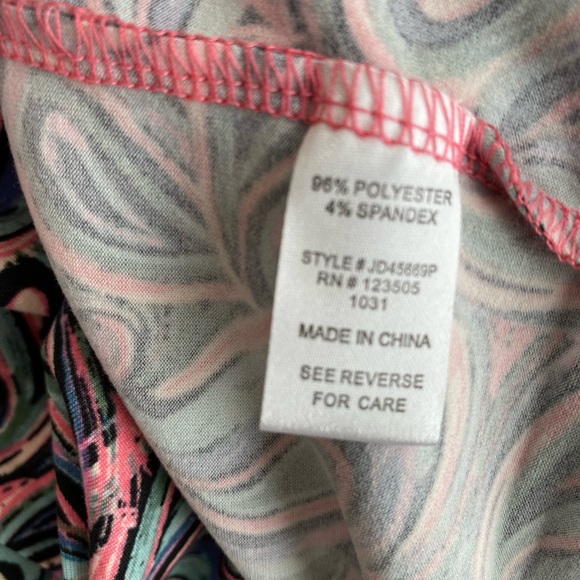 96% POLYESTER
4% SPANDEX
STYLE # JD45669P
RN # 123505
1031
MADE IN CHINA
SEE REVERSE
FOR CARE